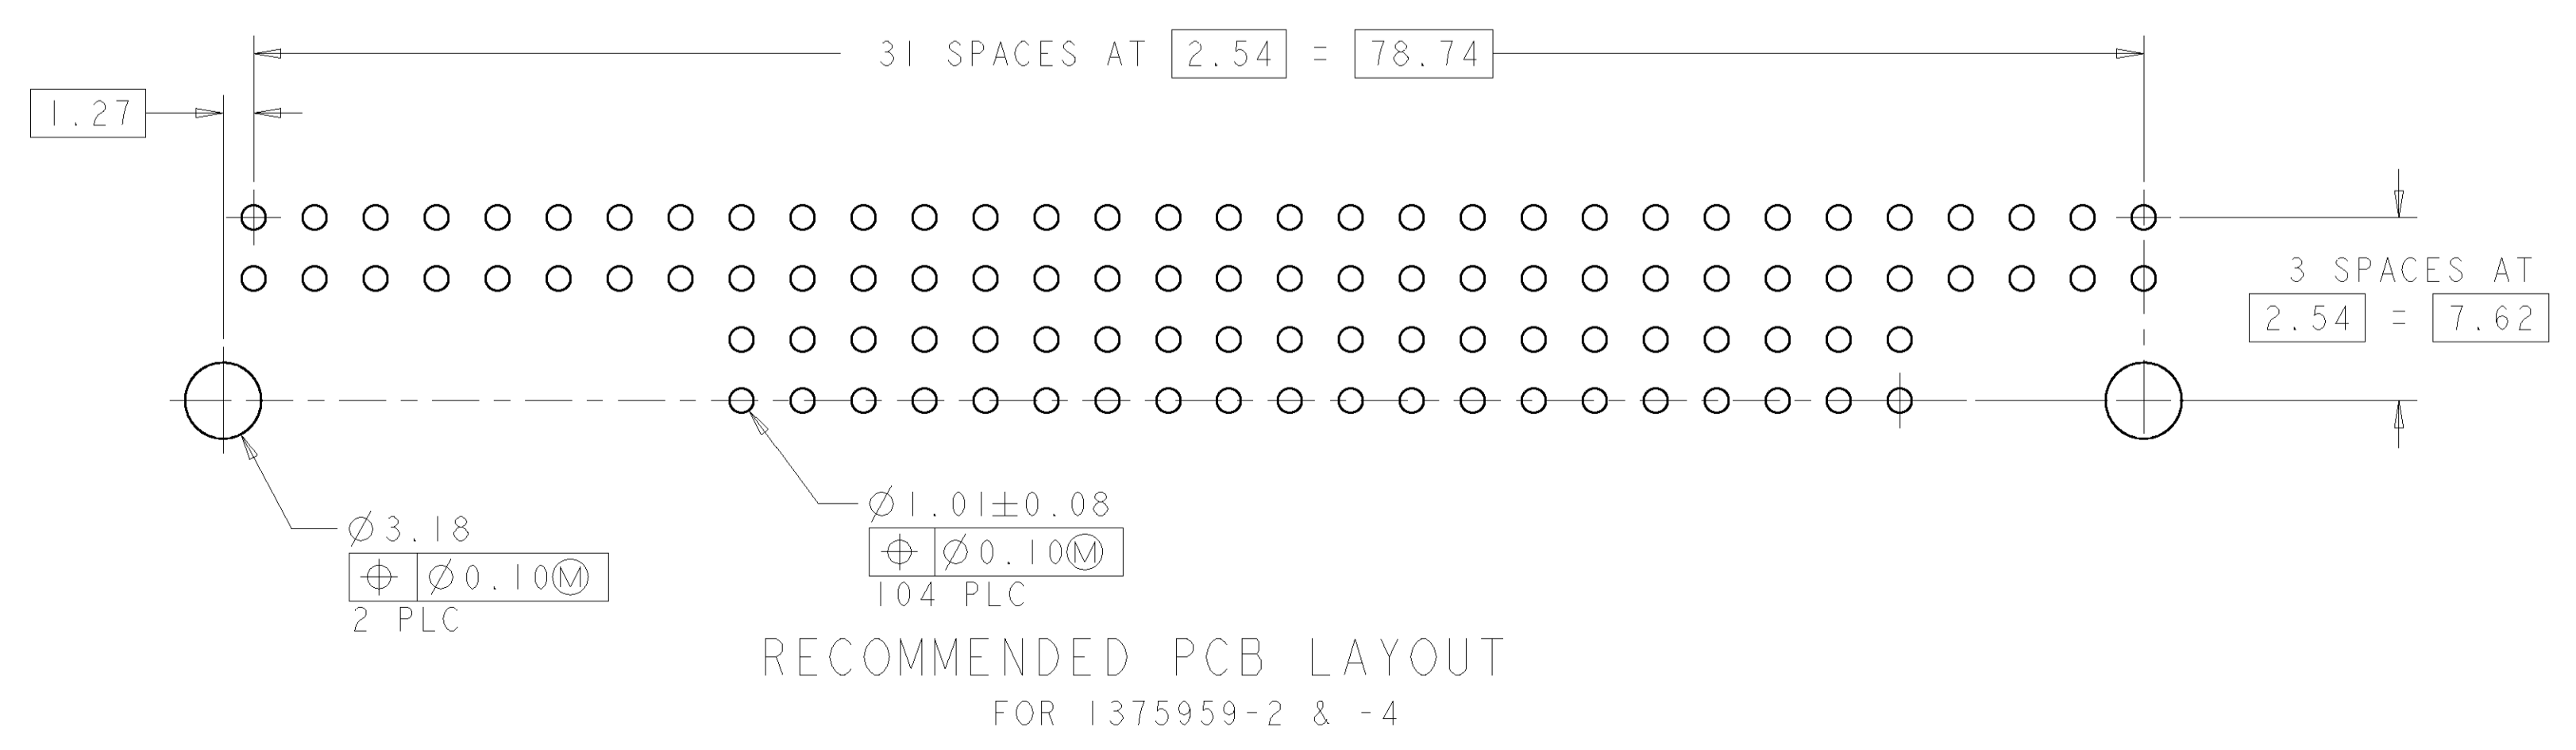 31 SPACES AT 2.54 = 78.74
1.27
3 SPACES AT
2.54 = 7.62
Ø1.01±0.08
⌖ Ø0.10Ⓜ
104 PLC
Ø3.18
⌖ Ø0.10Ⓜ
2 PLC
RECOMMENDED PCB LAYOUT
FOR 1375959-2 & -4